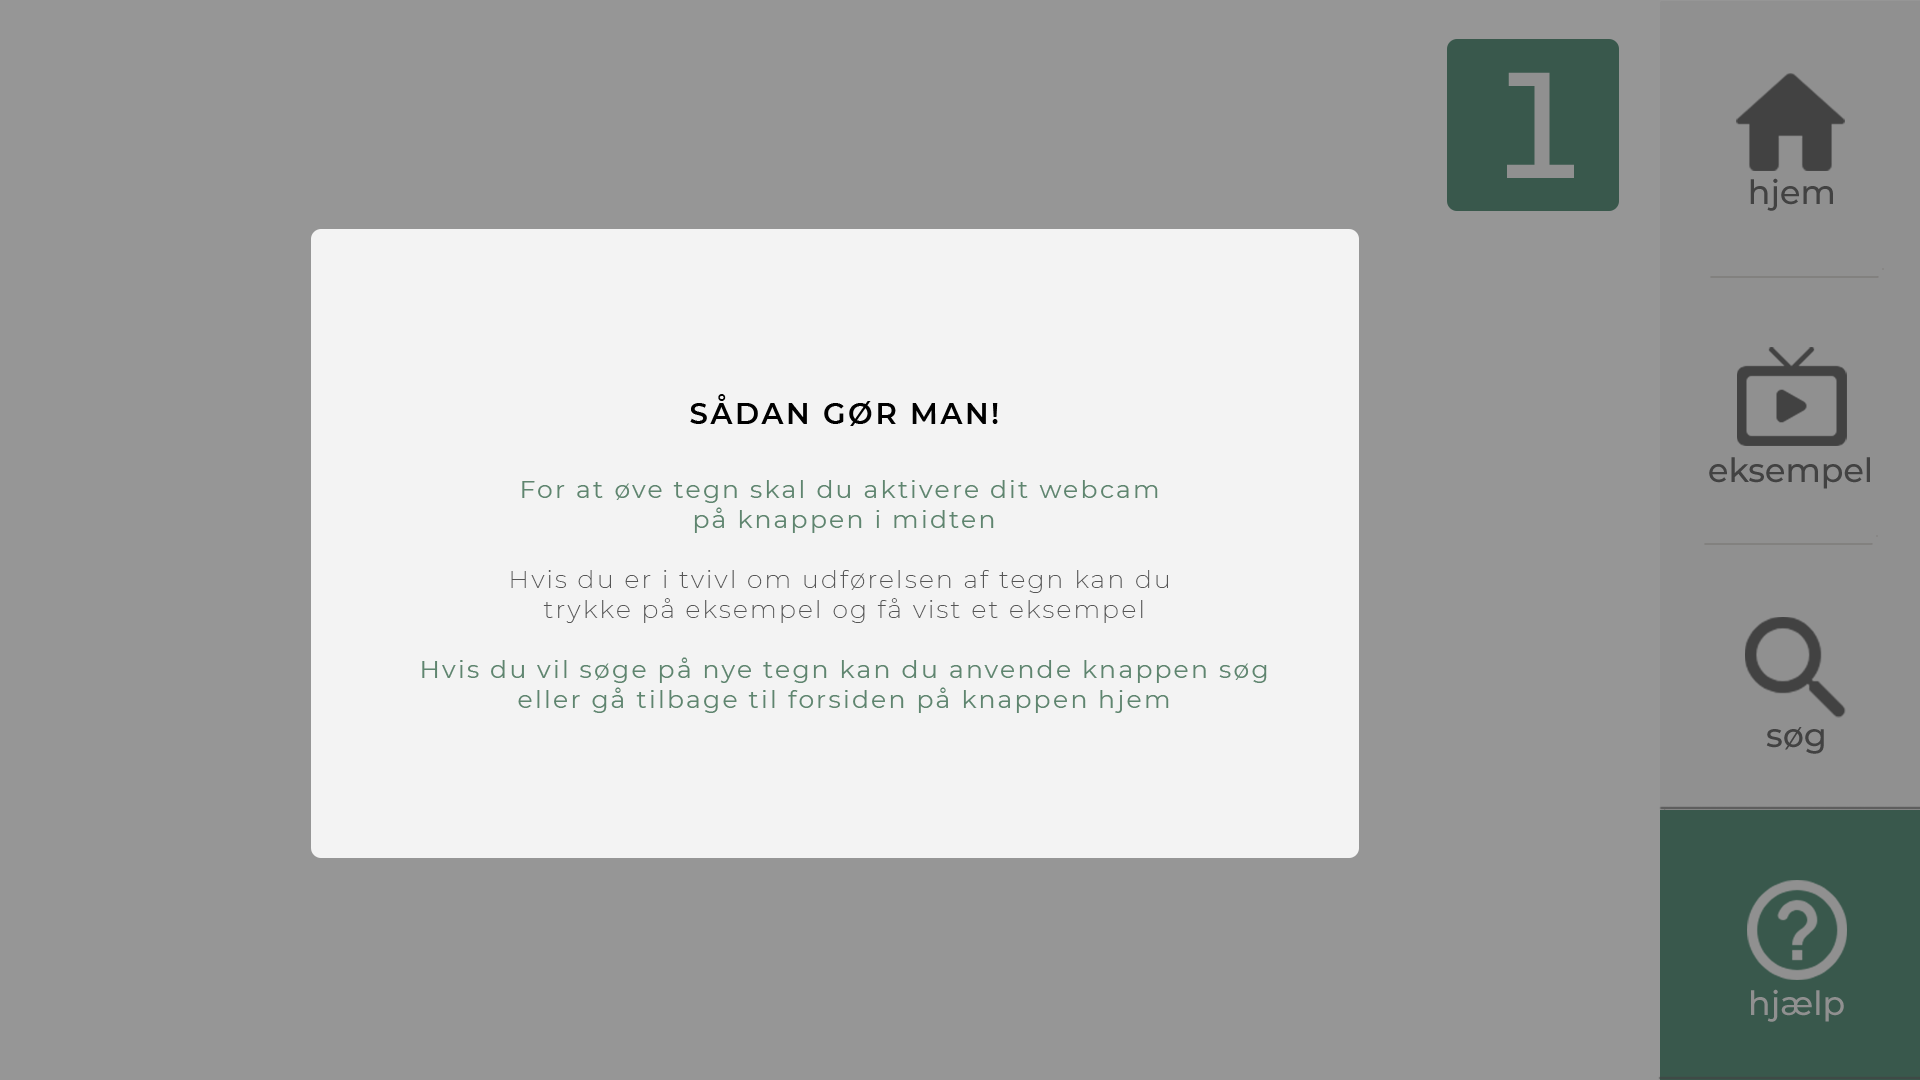 1
hjem
eksempel
søg
hjælp
SÅDAN GØR MAN!
For at øve tegn skal du aktivere dit webcam
på knappen i midten
Hvis du er i tvivl om udførelsen af tegn kan du
trykke på eksempel og få vist et eksempel
Hvis du vil søge på nye tegn kan du anvende knappen søg
eller gå tilbage til forsiden på knappen hjem